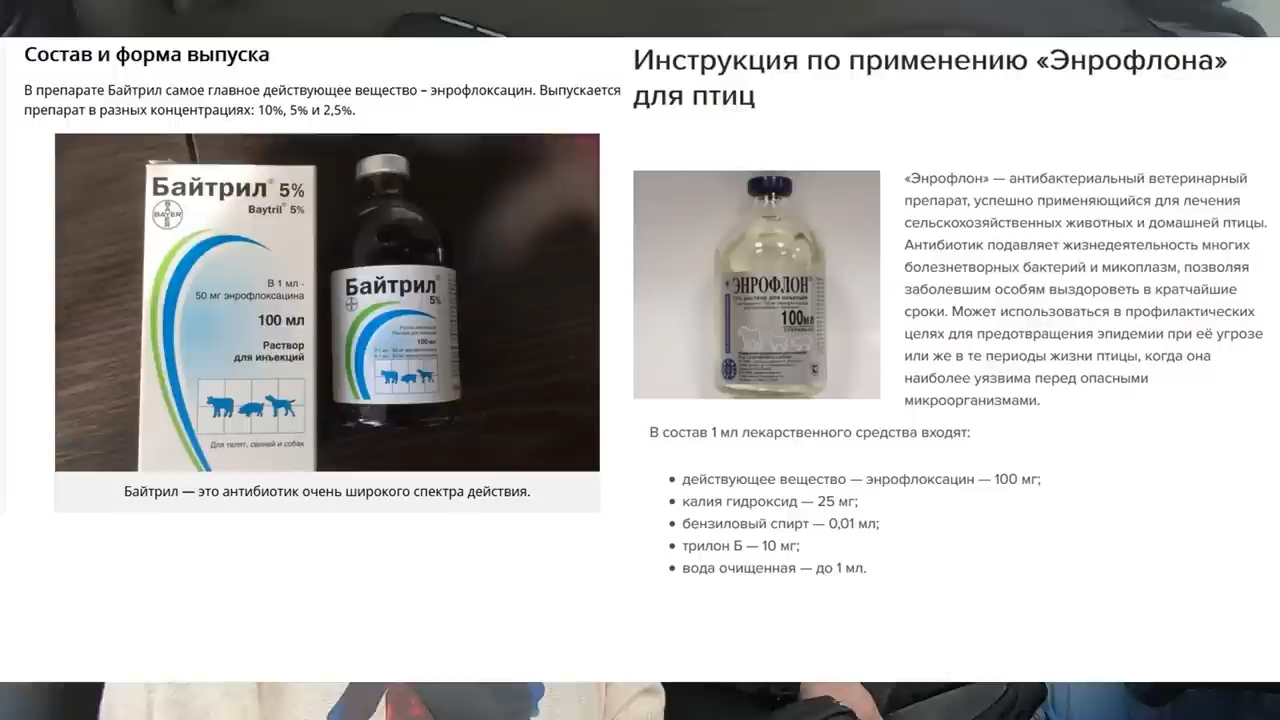 Состав и форма выпуска
В препарате Байтрил самое главное действующее вещество – энрофлоксацин. Выпускается
препарат в разных концентрациях: 10%, 5% и 2,5%.
Байтрил® 5%
Baytril® 5%
BAYER
В 1 мл -
50 мг энрофлоксацина
100 мл
Раствор
для инъекций
Для телят, свиней и собак
Байтрил®
5%
100 мл
Байтрил — это антибиотик очень широкого спектра действия.
Инструкция по применению «Энрофлона»
для птиц
ЭНРОФЛОН®
100мл
«Энрофлон» — антибактериальный ветеринарный
препарат, успешно применяющийся для лечения
сельскохозяйственных животных и домашней птицы.
Антибиотик подавляет жизнедеятельность многих
болезнетворных бактерий и микоплазм, позволяя
заболевшим особям выздороветь в кратчайшие
сроки. Может использоваться в профилактических
целях для предотвращения эпидемии при её угрозе
или же в те периоды жизни птицы, когда она
наиболее уязвима перед опасными
микроорганизмами.
В состав 1 мл лекарственного средства входят:
действующее вещество — энрофлоксацин — 100 мг;
калия гидроксид — 25 мг;
бензиловый спирт — 0,01 мл;
трилон Б — 10 мг;
вода очищенная — до 1 мл.